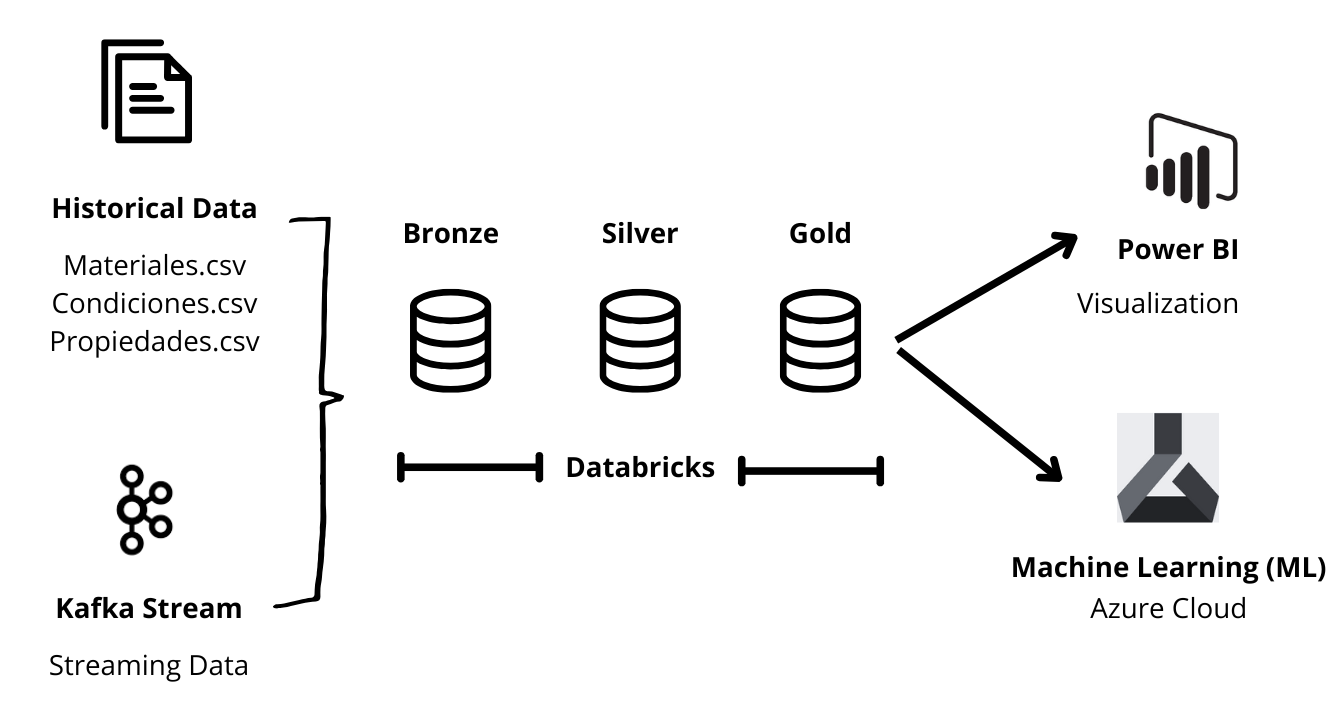 Historical Data
Materiales.csv
Condiciones.csv
Propiedades.csv
Kafka Stream
Streaming Data
Bronze
Silver
Gold
Databricks
Power BI
Visualization
Machine Learning (ML)
Azure Cloud